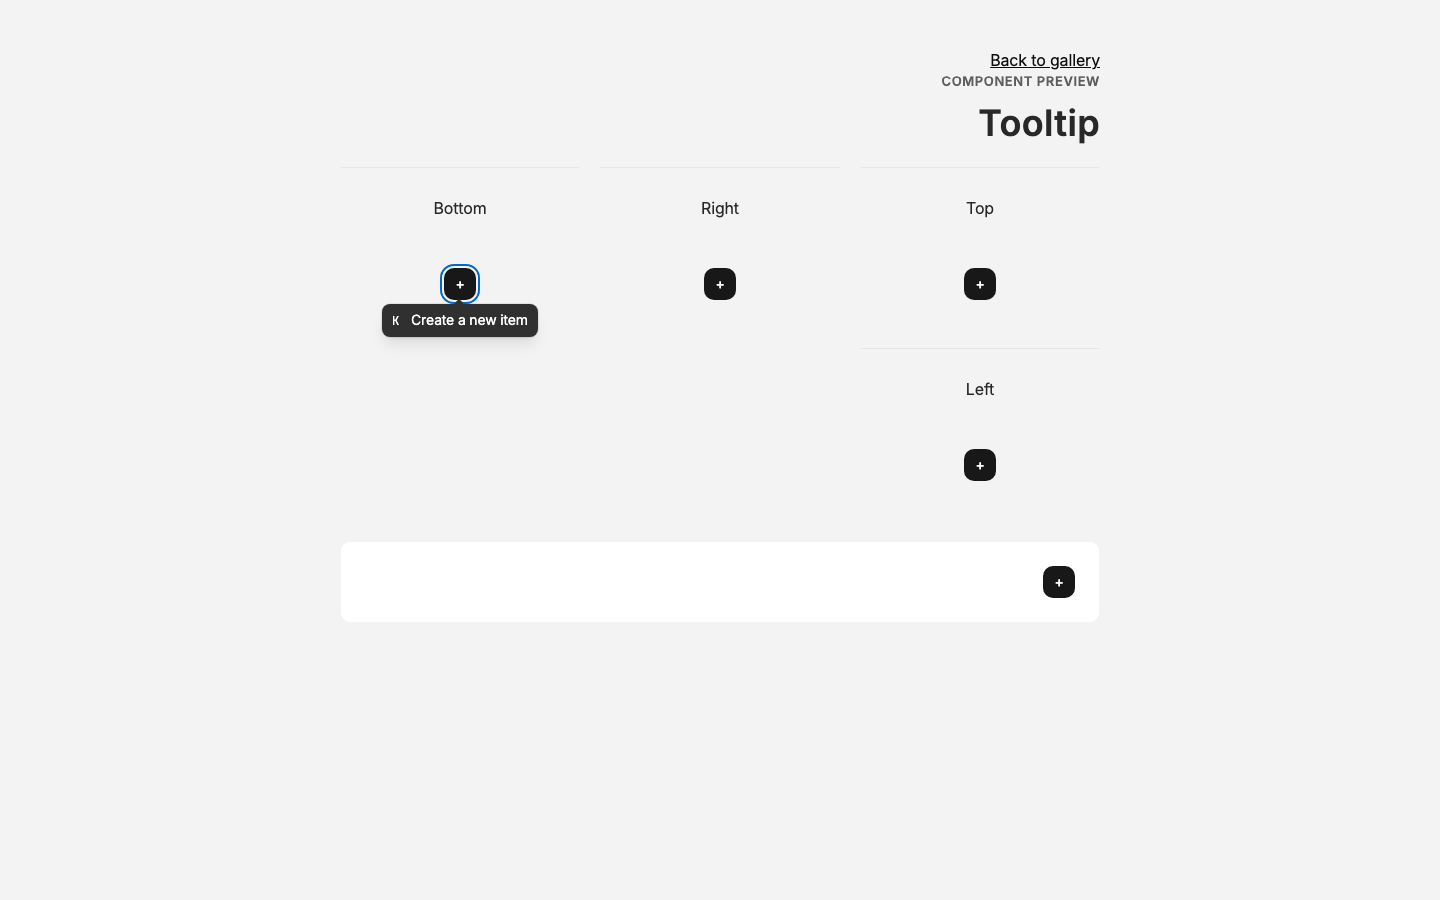 Back to gallery
COMPONENT PREVIEW
Tooltip
Top
Right
Bottom
+
+
+
K Create a new item
Left
+
+